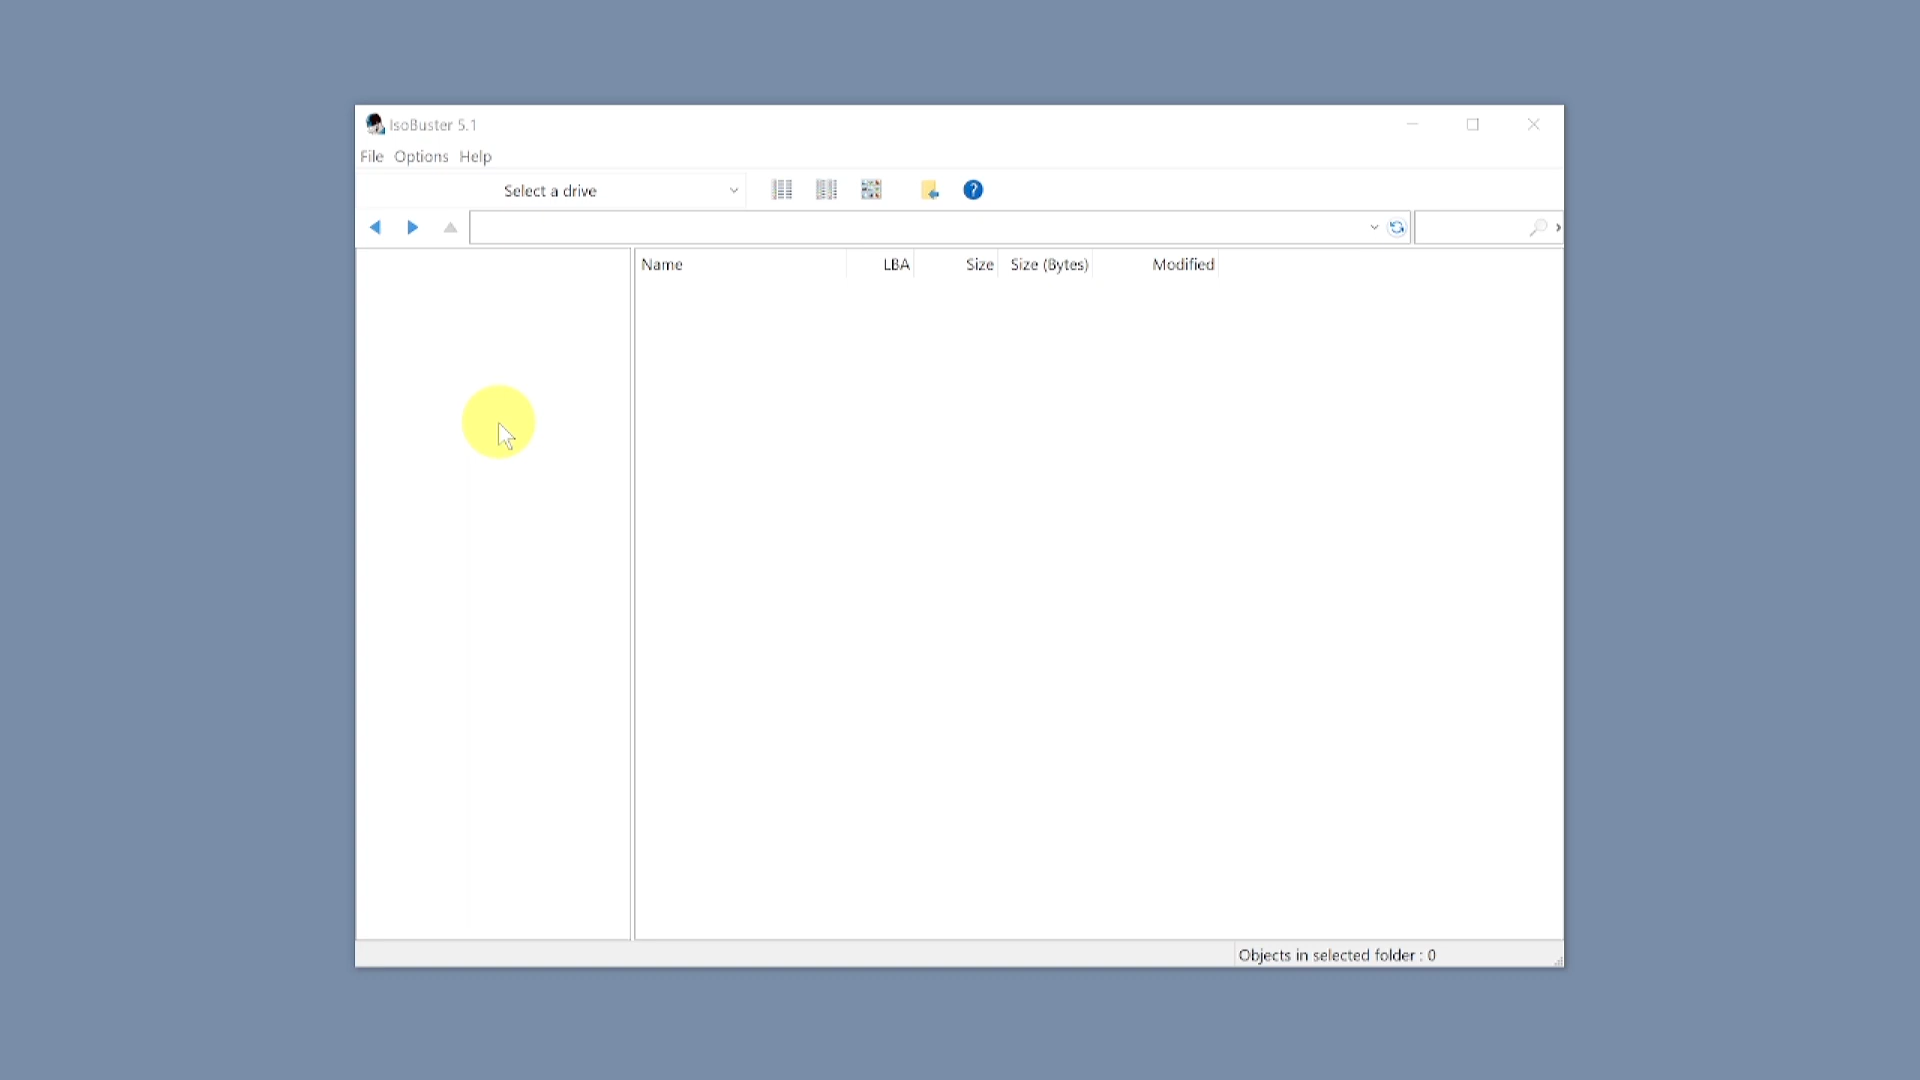 IsoBuster 5.1
File Options Help
Select a drive
Name LBA Size Size (Bytes) Modified
Objects in selected folder : 0